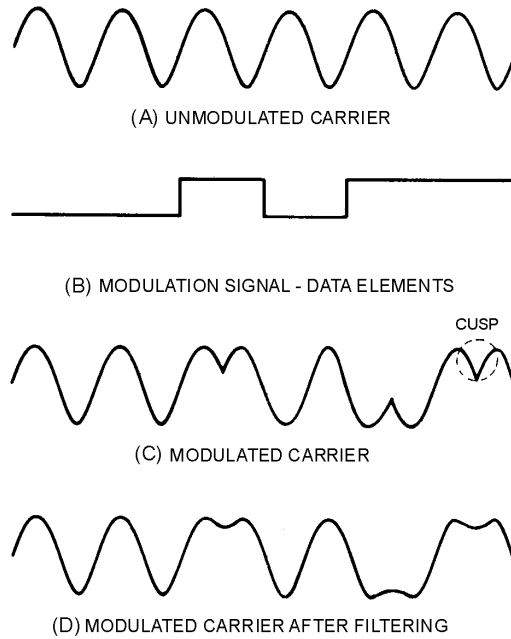 (A) UNMODULATED CARRIER
(B) MODULATION SIGNAL - DATA ELEMENTS
CUSP
(C) MODULATED CARRIER
(D) MODULATED CARRIER AFTER FILTERING